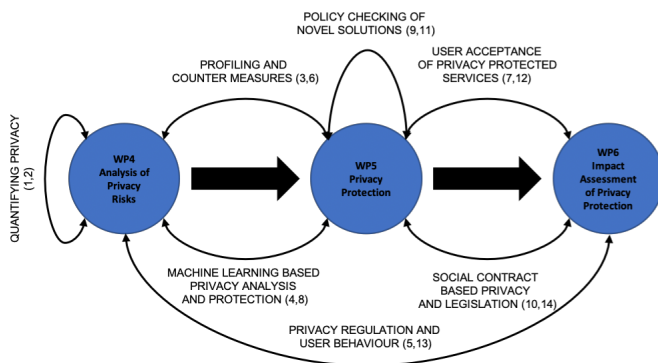 POLICY CHECKING OF
NOVEL SOLUTIONS (9,11)
PROFILING AND
COUNTER MEASURES (3,6)
USER ACCEPTANCE
OF PRIVACY PROTECTED
SERVICES (7,12)
QUANTIFYING PRIVACY
(1,2)
WP4
Analysis of
Privacy
Risks
WP5
Privacy
Protection
WP6
Impact
Assessment
of Privacy
Protection
MACHINE LEARNING BASED
PRIVACY ANALYSIS
AND PROTECTION (4,8)
SOCIAL CONTRACT
BASED PRIVACY
AND LEGISLATION (10,14)
PRIVACY REGULATION AND
USER BEHAVIOUR (5,13)